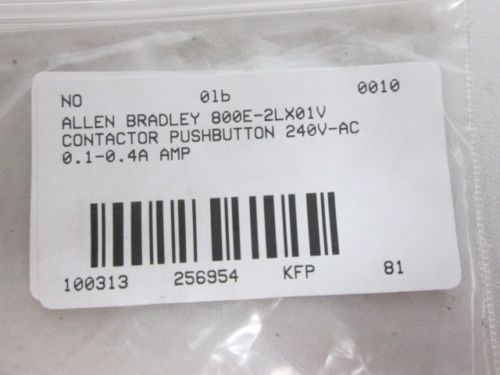 NO 0lb 0010
ALLEN BRADLEY 800E-2LX01V
CONTACTOR PUSHBUTTON 240V-AC
0.1-0.4A AMP
100313 256954 KFP 81